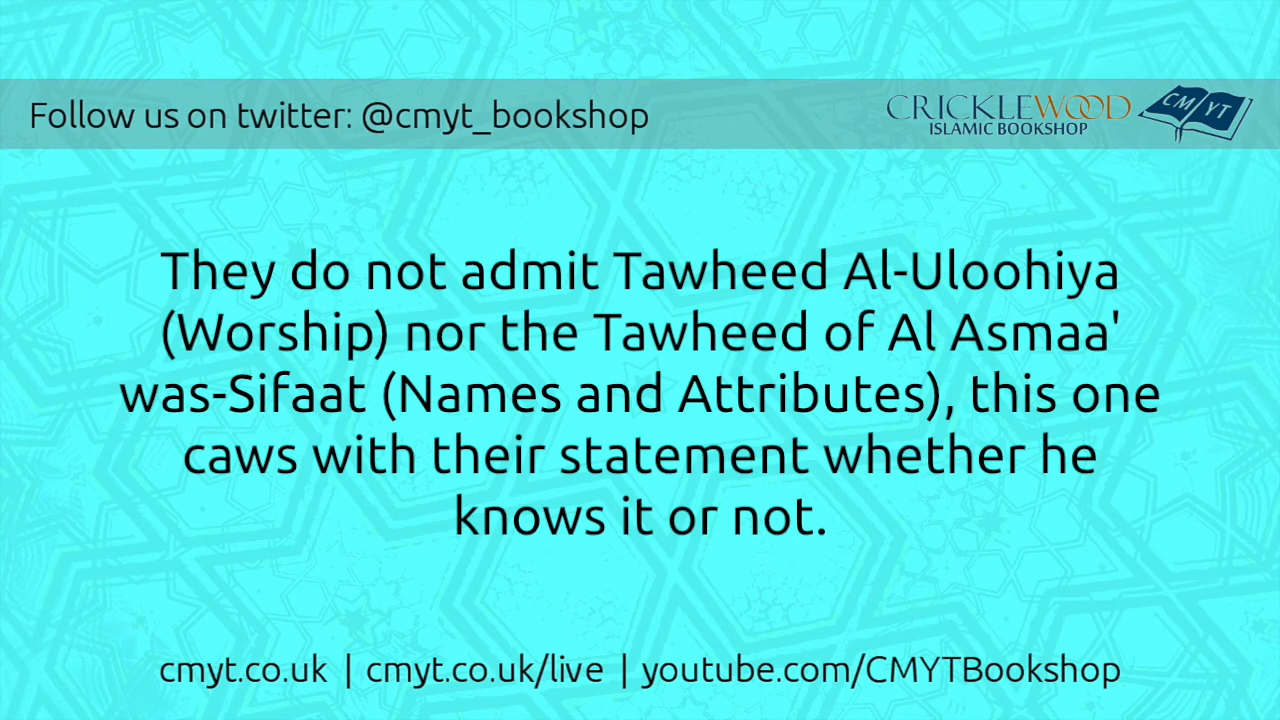 Follow us on twitter: @cmyt_bookshop
CRICKLEWOOD
ISLAMIC BOOKSHOP
CM YT
They do not admit Tawheed Al-Uloohiya
(Worship) nor the Tawheed of Al Asmaa'
was-Sifaat (Names and Attributes), this one
caws with their statement whether he
knows it or not.
cmyt.co.uk | cmyt.co.uk/live | youtube.com/CMYTBookshop